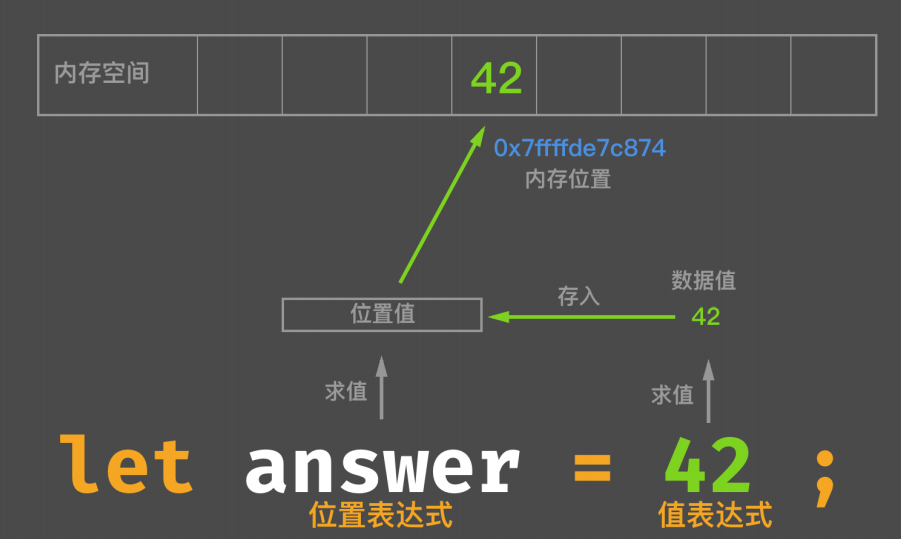 内存空间
42
0x7ffffde7c874
内存位置
数据值
存入
位置值
42
求值
求值
let answer = 42 ;
位置表达式
值表达式